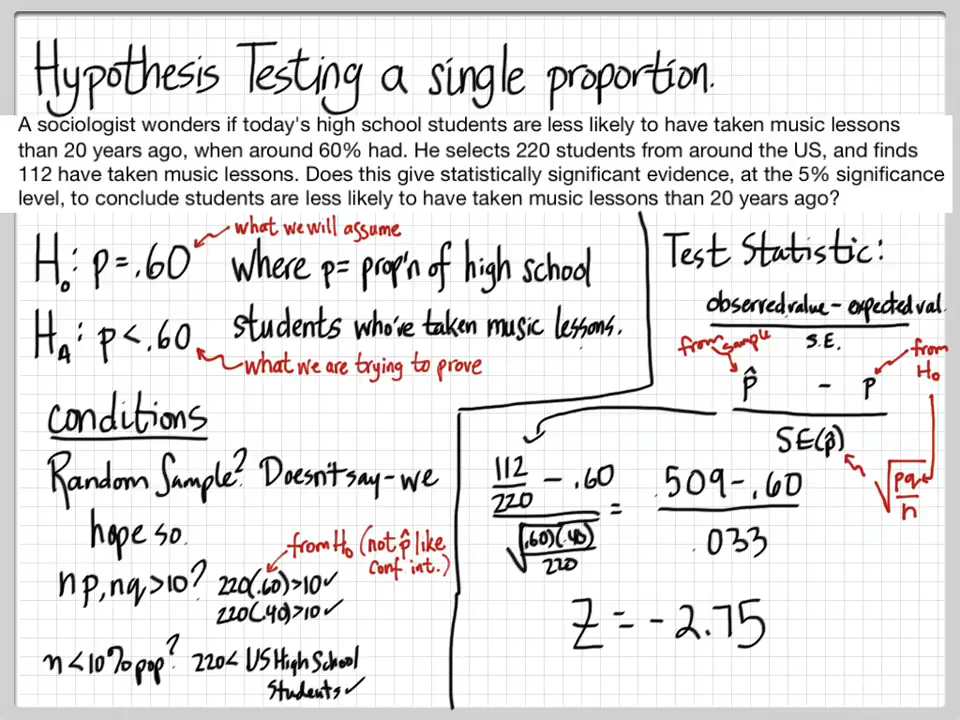 Hypothesis Testing a single proportion.
A sociologist wonders if today's high school students are less likely to have taken music lessons
than 20 years ago, when around 60% had. He selects 220 students from around the US, and finds
112 have taken music lessons. Does this give statistically significant evidence, at the 5% significance
level, to conclude students are less likely to have taken music lessons than 20 years ago?
what we will assume
H₀: p = .60 where p = prop'n of high school
students who've taken music lessons.
H_A: p < .60
what we are trying to prove
conditions
Random Sample? Doesn't say - we
hope so.
from H₀ (not p̂ like
conf int.)
np, nq > 10? 220(.60) > 10 ✓
220(.40) > 10 ✓
n < 10% pop? 220 < US High School
Students ✓
Test Statistic:
observed value - expected val.
S.E.
from sample
from
H₀
p̂ - p
SE(p̂)
√(pq/n)
112/220 - .60 = .509 - .60
√((.60)(.40)/220) .033
Z = -2.75